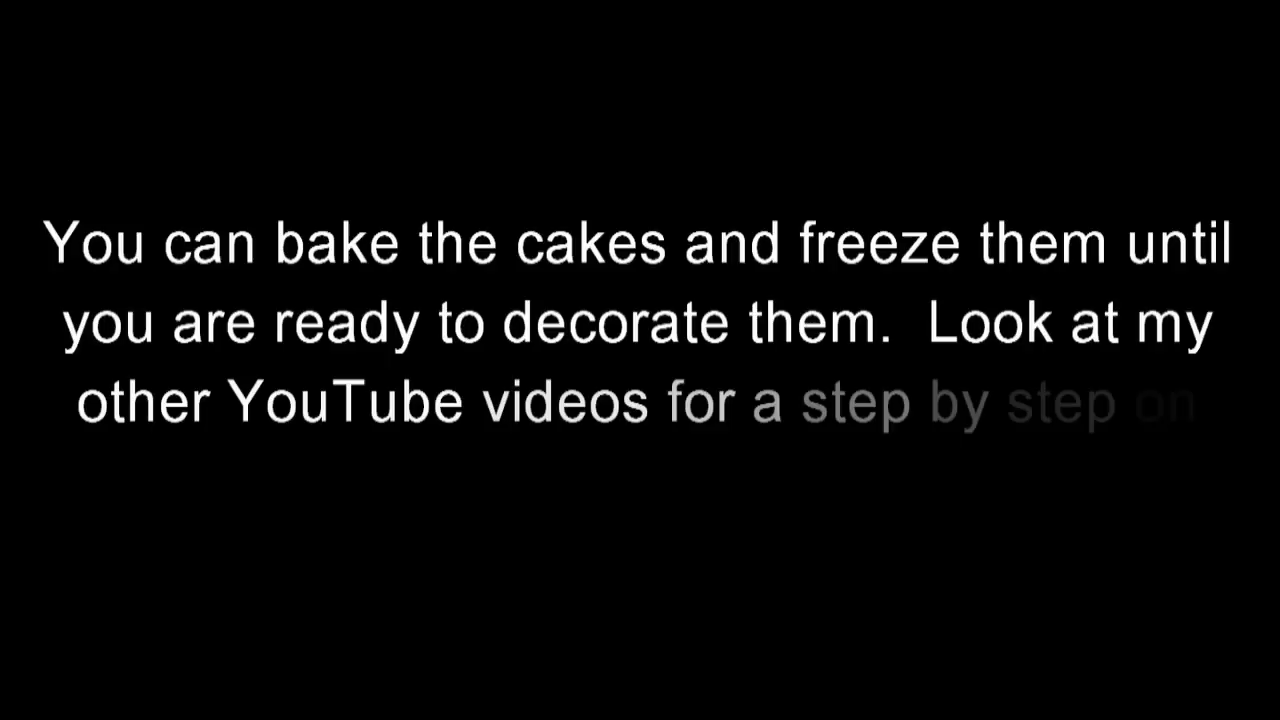 You can bake the cakes and freeze them until
you are ready to decorate them.  Look at my
other YouTube videos for a step by step on